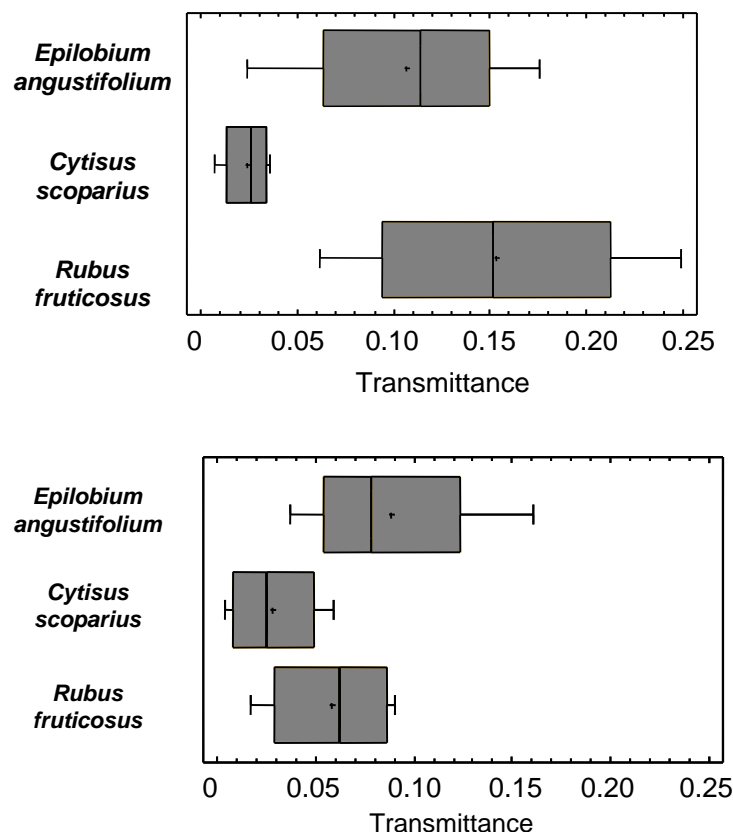 Epilobium
angustifolium
Cytisus
scoparius
Rubus
fruticosus
0 0.05 0.10 0.15 0.20 0.25
Transmittance
Epilobium
angustifolium
Cytisus
scoparius
Rubus
fruticosus
0 0.05 0.10 0.15 0.20 0.25
Transmittance